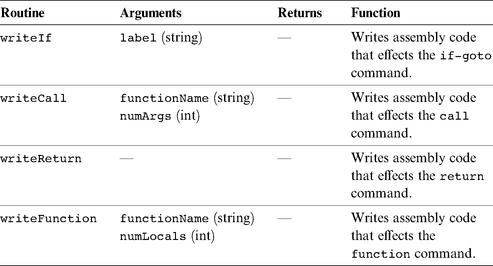 Routine Arguments Returns Function
writeIf label (string) — Writes assembly code
that effects the if-goto
command.
writeCall functionName (string) — Writes assembly code
numArgs (int) that effects the call
command.
writeReturn — — Writes assembly code
that effects the return
command.
writeFunction functionName (string) — Writes assembly code
numLocals (int) that effects the
function command.